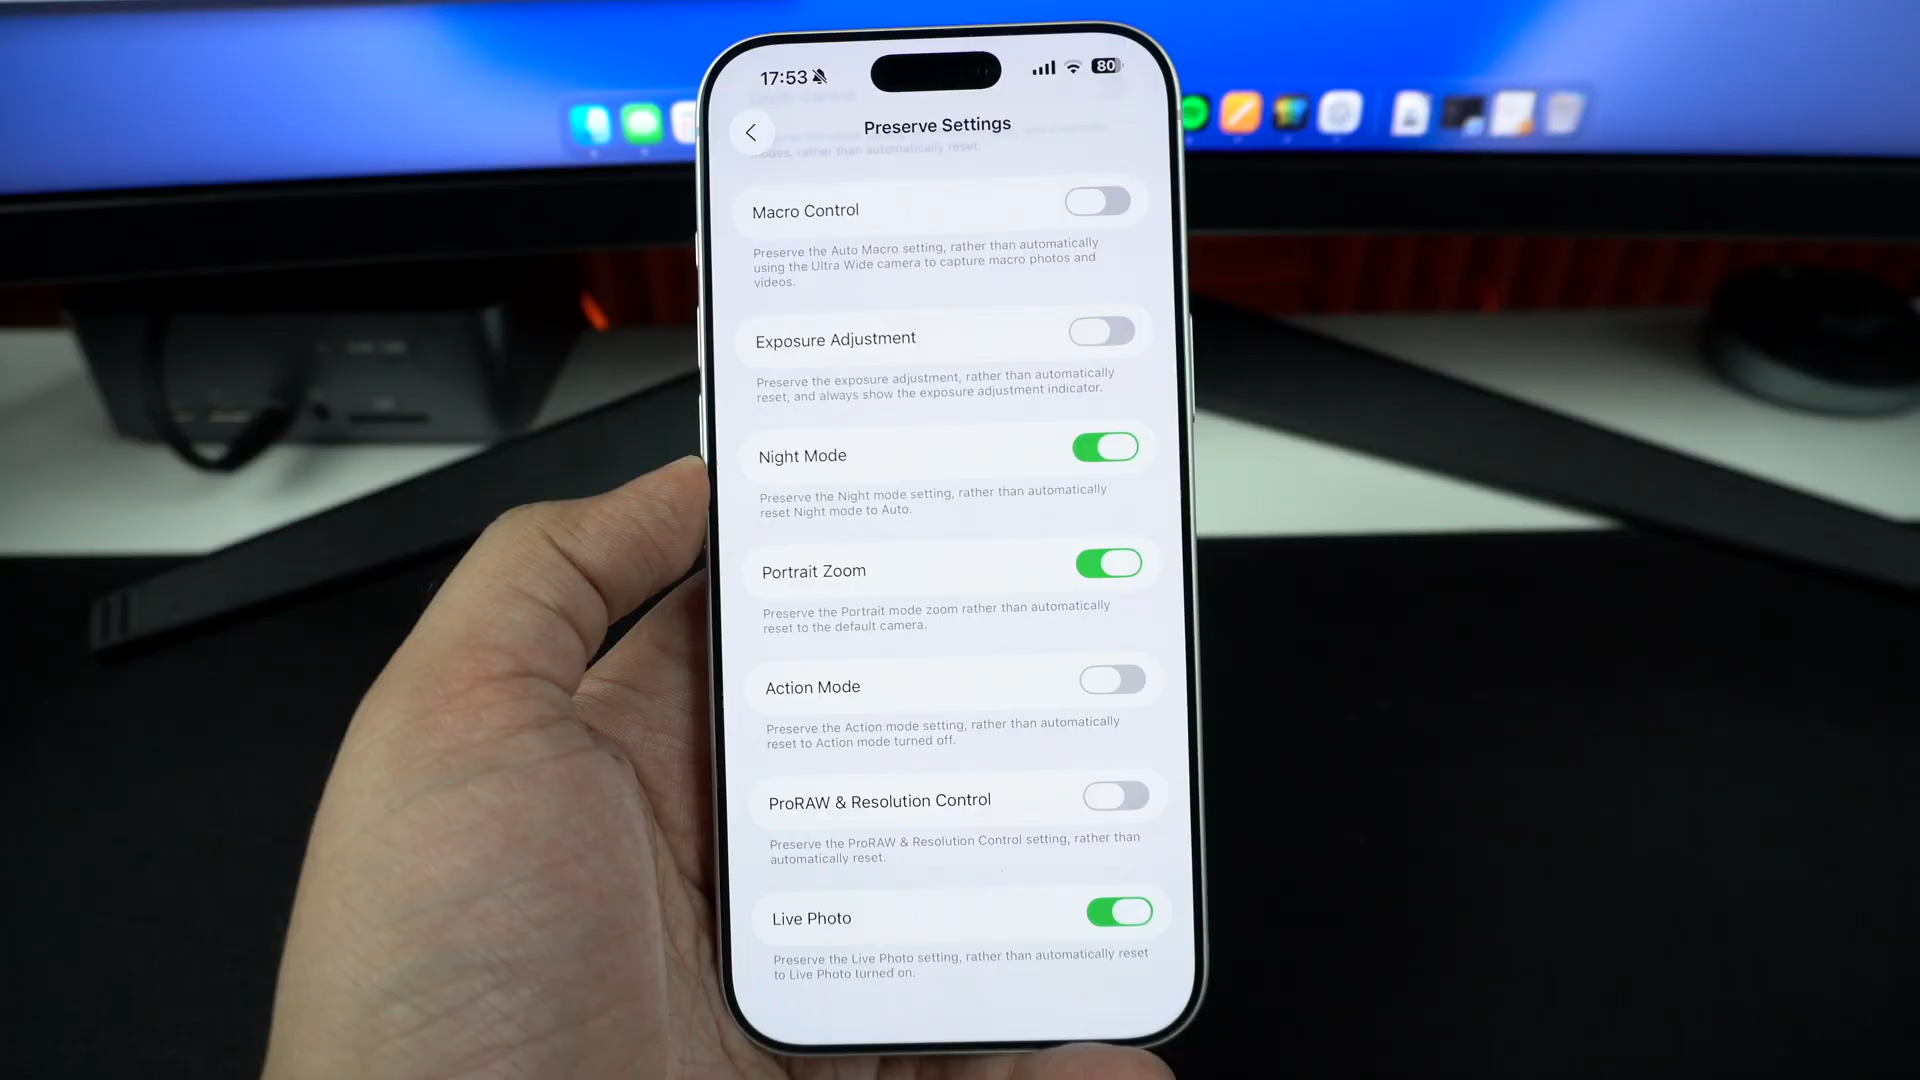 17:53
80
Preserve Settings
modes, rather than automatically reset.
Macro Control
Preserve the Auto Macro setting, rather than automatically
using the Ultra Wide camera to capture macro photos and
videos.
Exposure Adjustment
Preserve the exposure adjustment, rather than automatically
reset, and always show the exposure adjustment indicator.
Night Mode
Preserve the Night mode setting, rather than automatically
reset Night mode to Auto.
Portrait Zoom
Preserve the Portrait mode zoom rather than automatically
reset to the default camera.
Action Mode
Preserve the Action mode setting, rather than automatically
reset to Action mode turned off.
ProRAW & Resolution Control
Preserve the ProRAW & Resolution Control setting, rather than
automatically reset.
Live Photo
Preserve the Live Photo setting, rather than automatically reset
to Live Photo turned on.